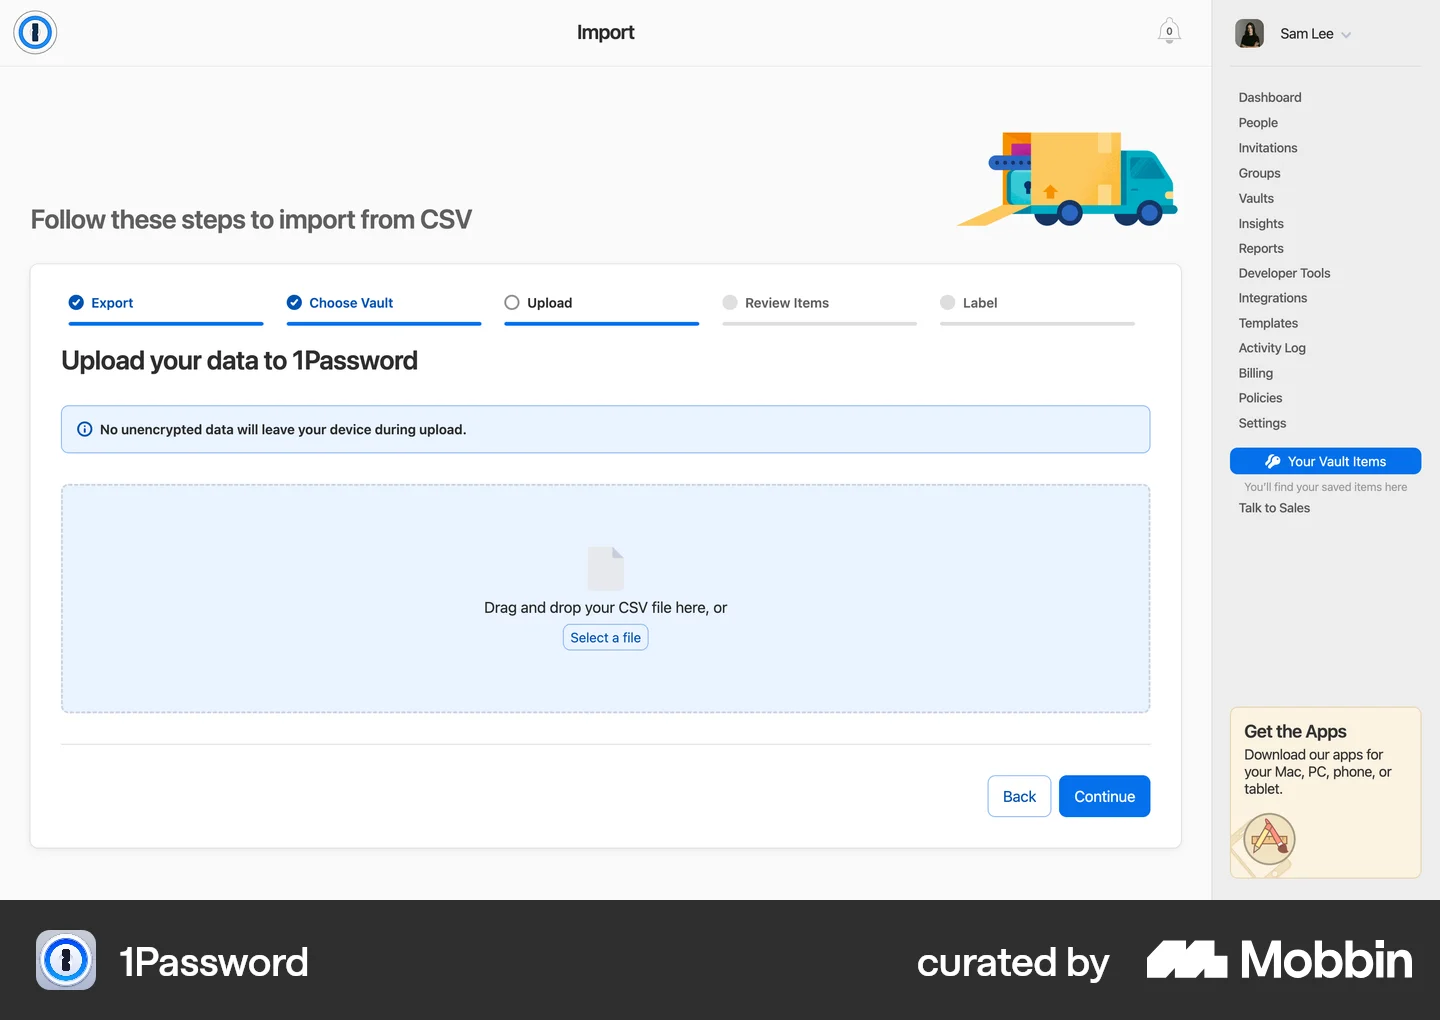 Import
0
Sam Lee
Follow these steps to import from CSV
Export
Choose Vault
Upload
Review Items
Label
Upload your data to 1Password
No unencrypted data will leave your device during upload.
Drag and drop your CSV file here, or
Select a file
Back
Continue
Dashboard
People
Invitations
Groups
Vaults
Insights
Reports
Developer Tools
Integrations
Templates
Activity Log
Billing
Policies
Settings
Your Vault Items
You'll find your saved items here
Talk to Sales
Get the Apps
Download our apps for
your Mac, PC, phone, or
tablet.
1Password
curated by
Mobbin